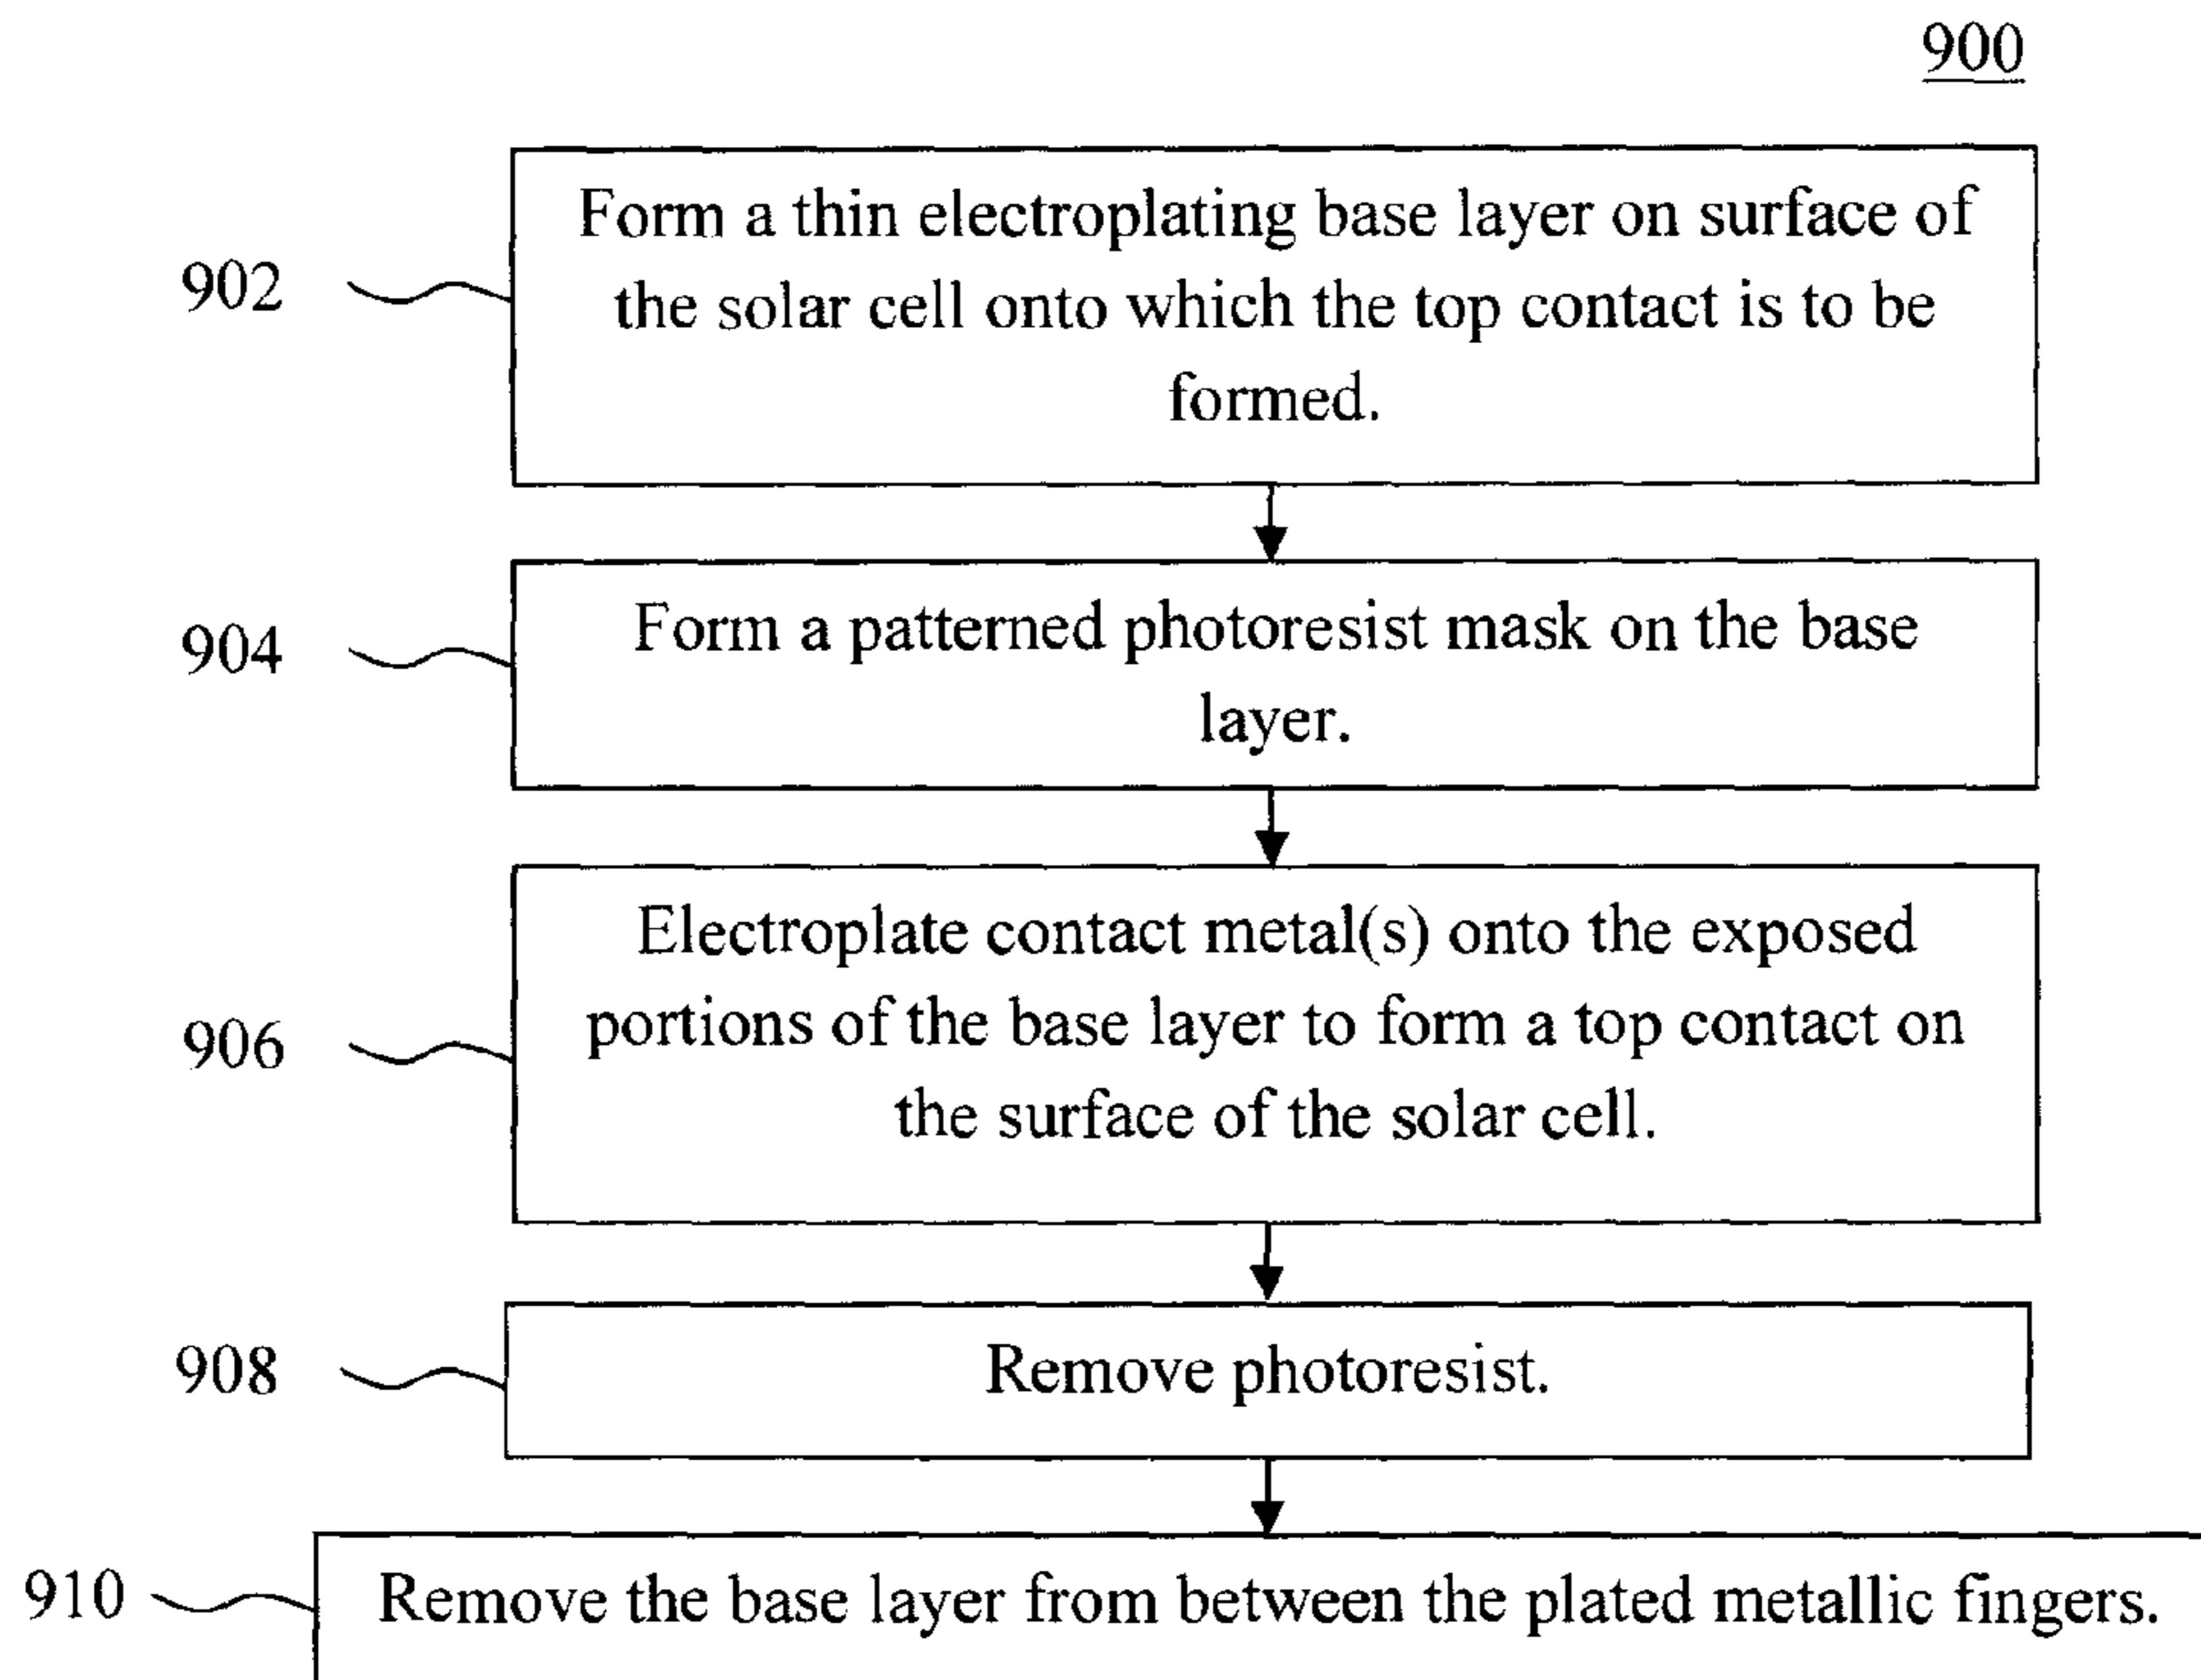 900
Form a thin electroplating base layer on surface of
902
the solar cell onto which the top contact is to be
formed.
904
Form a patterned photoresist mask on the base
layer.
Electroplate contact metal(s) onto the exposed
906
portions of the base layer to form a top contact on
the surface of the solar cell.
908
Remove photoresist.
910
Remove the base layer from between the plated metallic fingers.